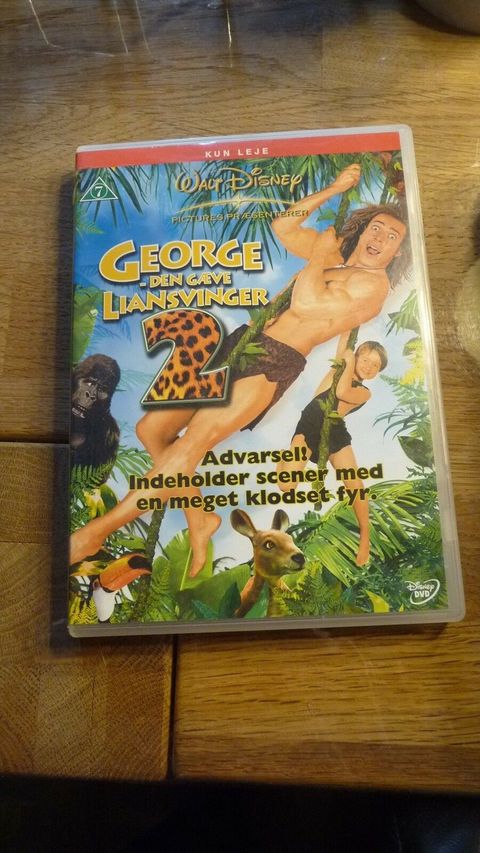 KUN LEJE
7
WALT DISNEY
PICTURES PRÆSENTERER
GEORGE
- DEN GÆVE
LIANSVINGER
2
Advarsel!
Indeholder scener med
en meget klodset fyr.
Disney
DVD